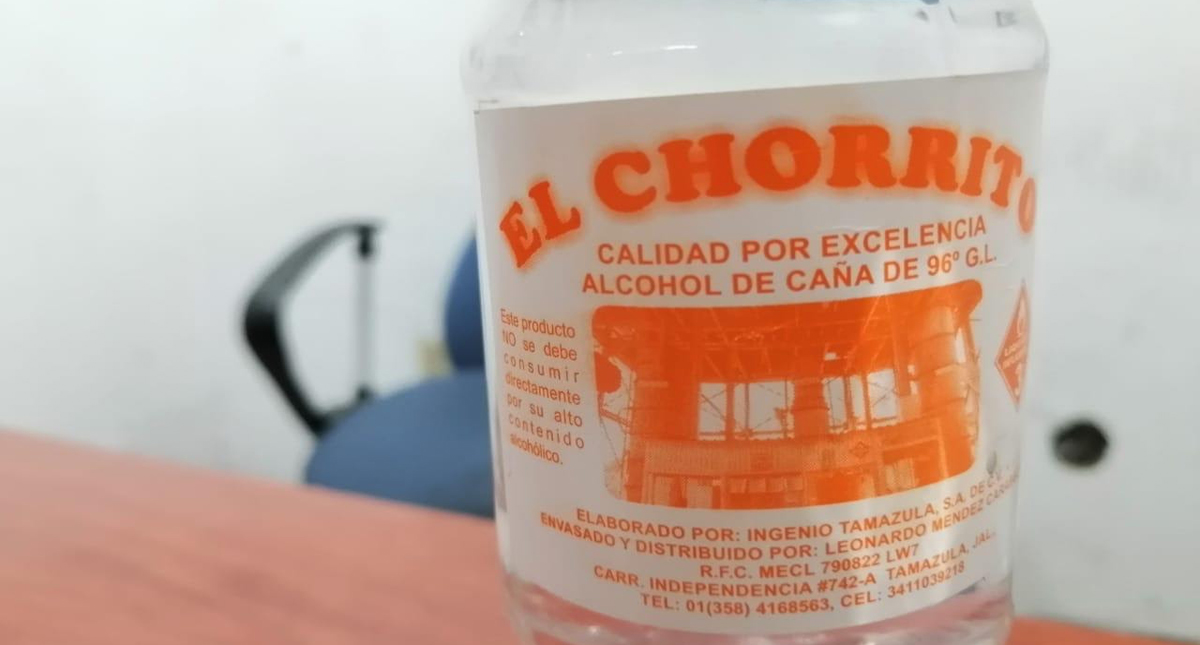 EL CHORRITO
CALIDAD POR EXCELENCIA
ALCOHOL DE CAÑA DE 96º G.L.
Este producto
NO se debe
consumir
directamente
por su alto
contenido
alcohólico.
ELABORADO POR: INGENIO TAMAZULA, S.A. DE C.V.
ENVASADO Y DISTRIBUIDO POR: LEONARDO MENDEZ
R.F.C. MECL 790822 LW7
CARR. INDEPENDENCIA #742-A TAMAZULA, JAL.
TEL: 01(358) 4168563, CEL: 3411039218